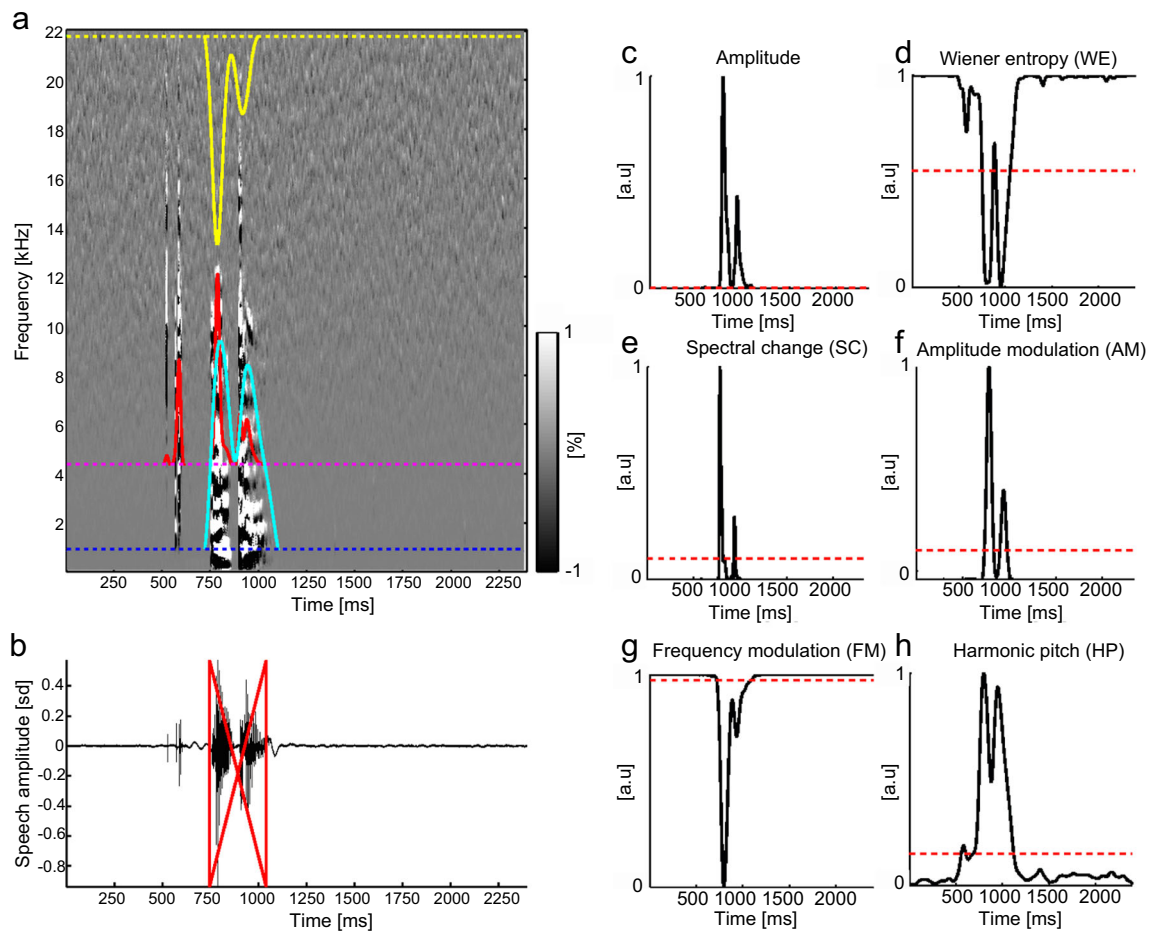 a
22
20
18
16
14
12
10
8
6
4
2
Frequency [kHz]
250 500 750 1000 1250 1500 1750 2000 2250
Time [ms]
1
-1
[%]
b
0.4
0.2
0
-0.2
-0.4
-0.6
-0.8
Speech amplitude [sd]
250 500 750 1000 1250 1500 1750 2000 2250
Time [ms]
c
Amplitude
1
0
[a.u]
500 1000 1500 2000
Time [ms]
d
Wiener entropy (WE)
1
0
[a.u]
500 1000 1500 2000
Time [ms]
e
Spectral change (SC)
1
0
[a.u]
500 1000 1500 2000
Time [ms]
f
Amplitude modulation (AM)
1
0
[a.u]
500 1000 1500 2000
Time [ms]
g
Frequency modulation (FM)
1
0
[a.u]
500 1000 1500 2000
Time [ms]
h
Harmonic pitch (HP)
1
0
[a.u]
500 1000 1500 2000
Time [ms]